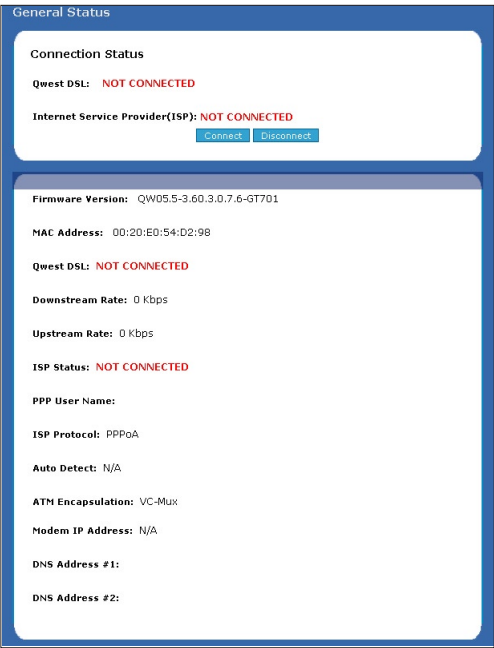 General Status
Connection Status
Qwest DSL: NOT CONNECTED
Internet Service Provider(ISP): NOT CONNECTED
Connect Disconnect
Firmware Version: QW05.5-3.60.3.0.7.6-GT701
MAC Address: 00:20:E0:54:D2:98
Qwest DSL: NOT CONNECTED
Downstream Rate: 0 Kbps
Upstream Rate: 0 Kbps
ISP Status: NOT CONNECTED
PPP User Name:
ISP Protocol: PPPoA
Auto Detect: N/A
ATM Encapsulation: VC-Mux
Modem IP Address: N/A
DNS Address #1:
DNS Address #2: